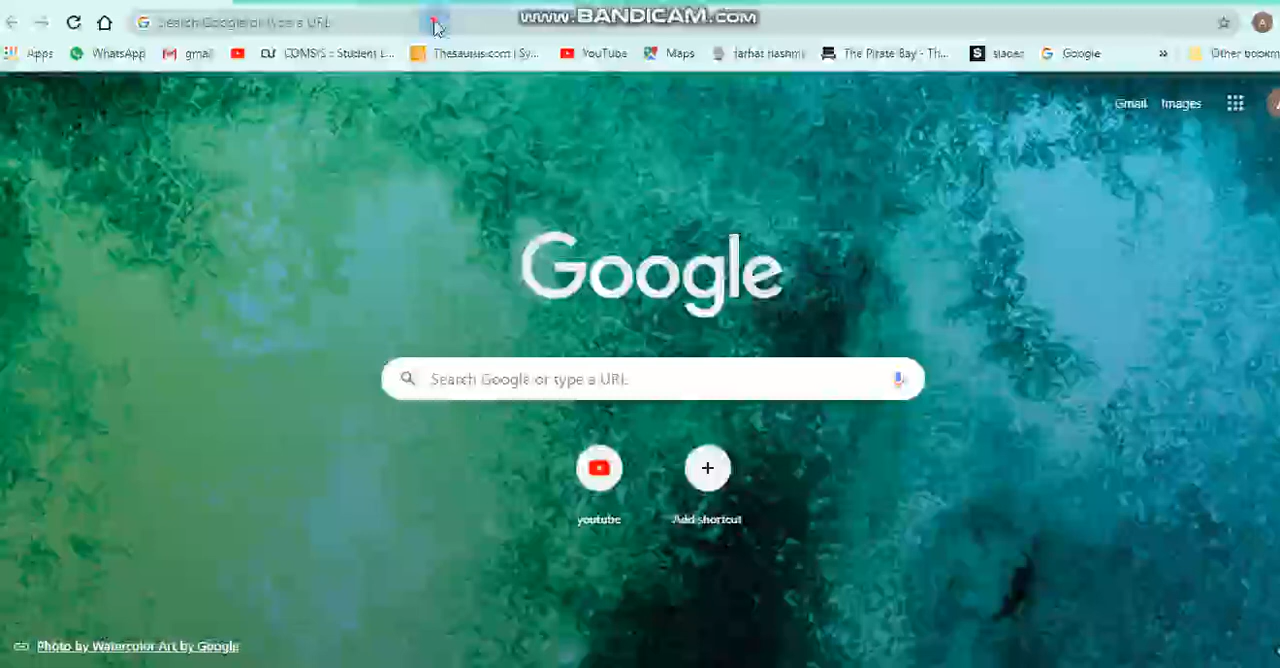 Search Google or type a URL
www.BANDICAM.com
Apps WhatsApp gmail CU COMSYS :: Student L... Thesaurus.com | Sy... YouTube Maps farhat hashmi The Pirate Bay - Th... S Google » Other bookm
Gmail Images A
Google
Search Google or type a URL
youtube Add shortcut
Photo by Watercolor Art by Google